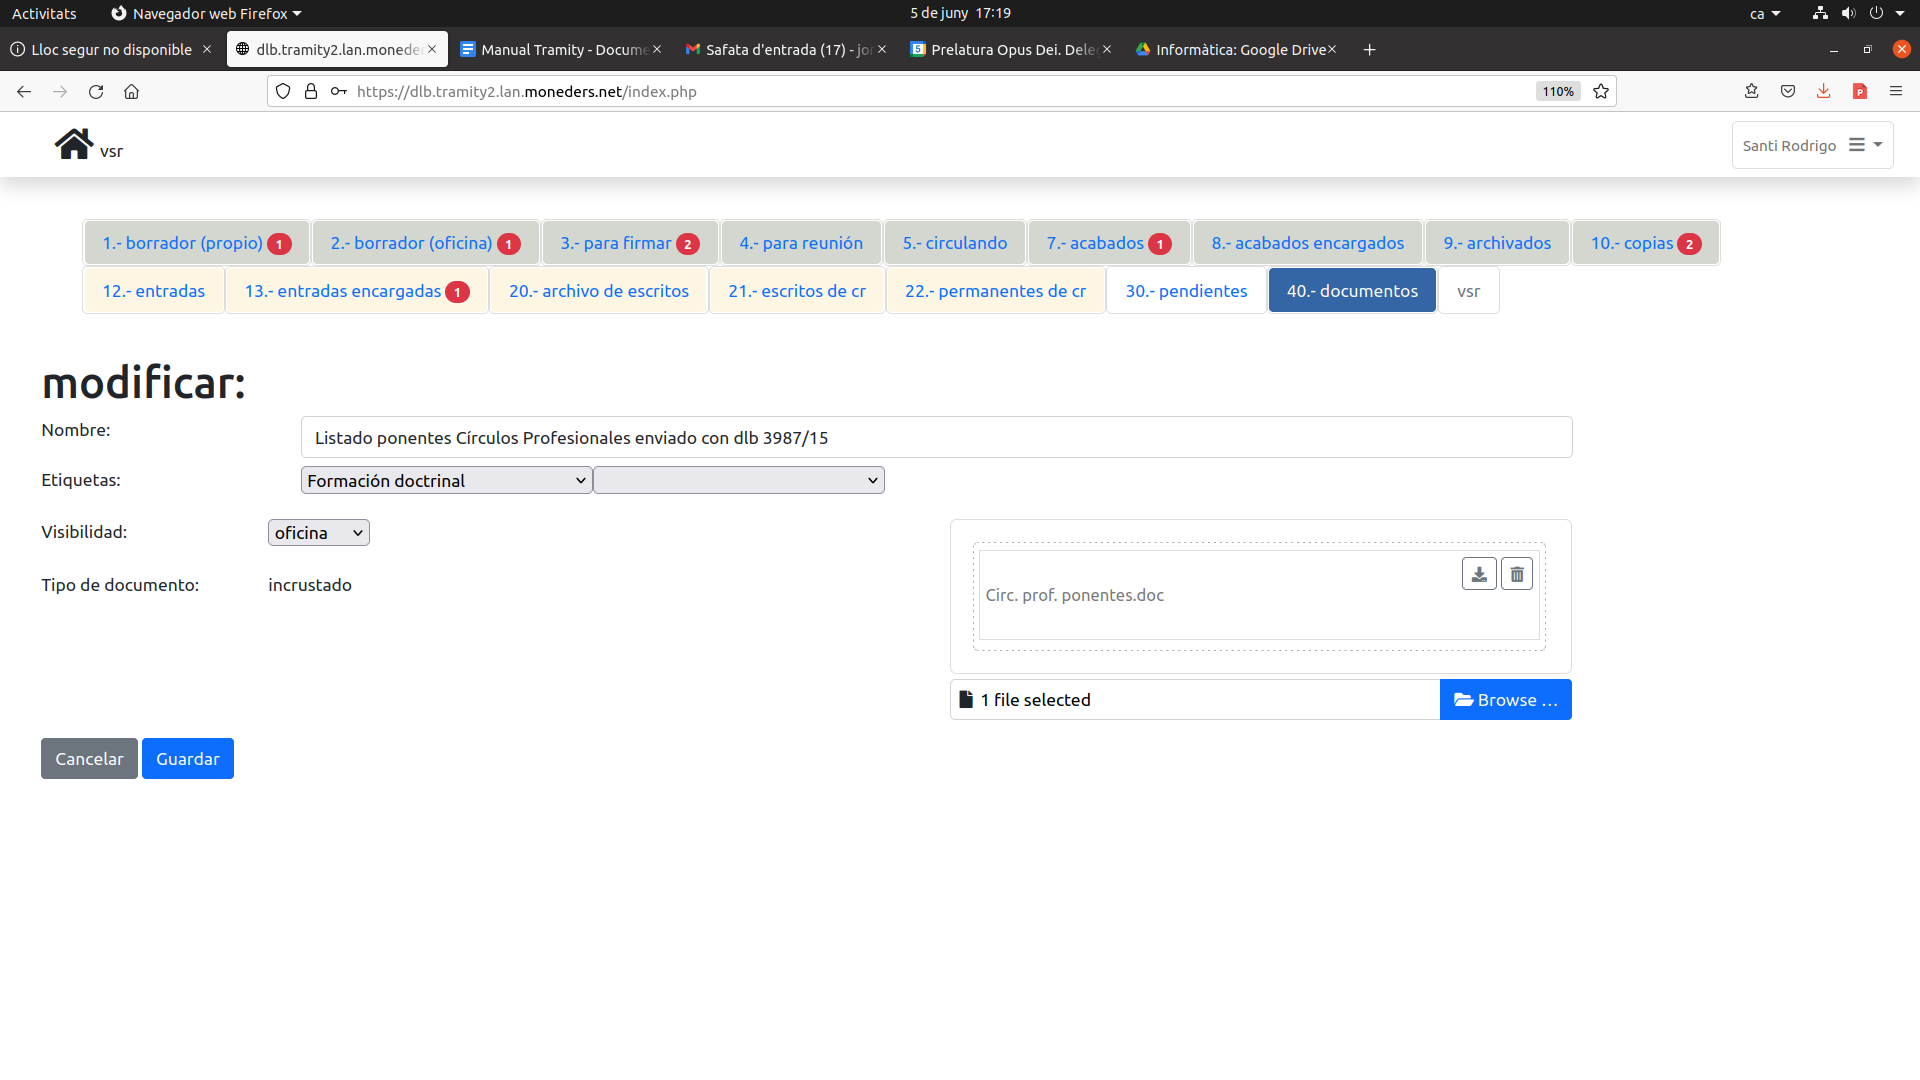 Activitats Navegador web Firefox 5 de juny 17:19 ca
Lloc segur no disponible dlb.tramity2.lan.moneder Manual Tramity - Docume Safata d'entrada (17) - jor Prelatura Opus Dei. Dele Informàtica: Google Drive
https://dlb.tramity2.lan.moneders.net/index.php 110%
vsr Santi Rodrigo
1.- borrador (propio) 1 2.- borrador (oficina) 1 3.- para firmar 2 4.- para reunión 5.- circulando 7.- acabados 1 8.- acabados encargados 9.- archivados 10.- copias 2
12.- entradas 13.- entradas encargadas 1 20.- archivo de escritos 21.- escritos de cr 22.- permanentes de cr 30.- pendientes 40.- documentos vsr
modificar:
Nombre: Listado ponentes Círculos Profesionales enviado con dlb 3987/15
Etiquetas: Formación doctrinal
Visibilidad: oficina
Tipo de documento: incrustado
Circ. prof. ponentes.doc
1 file selected Browse …
Cancelar Guardar